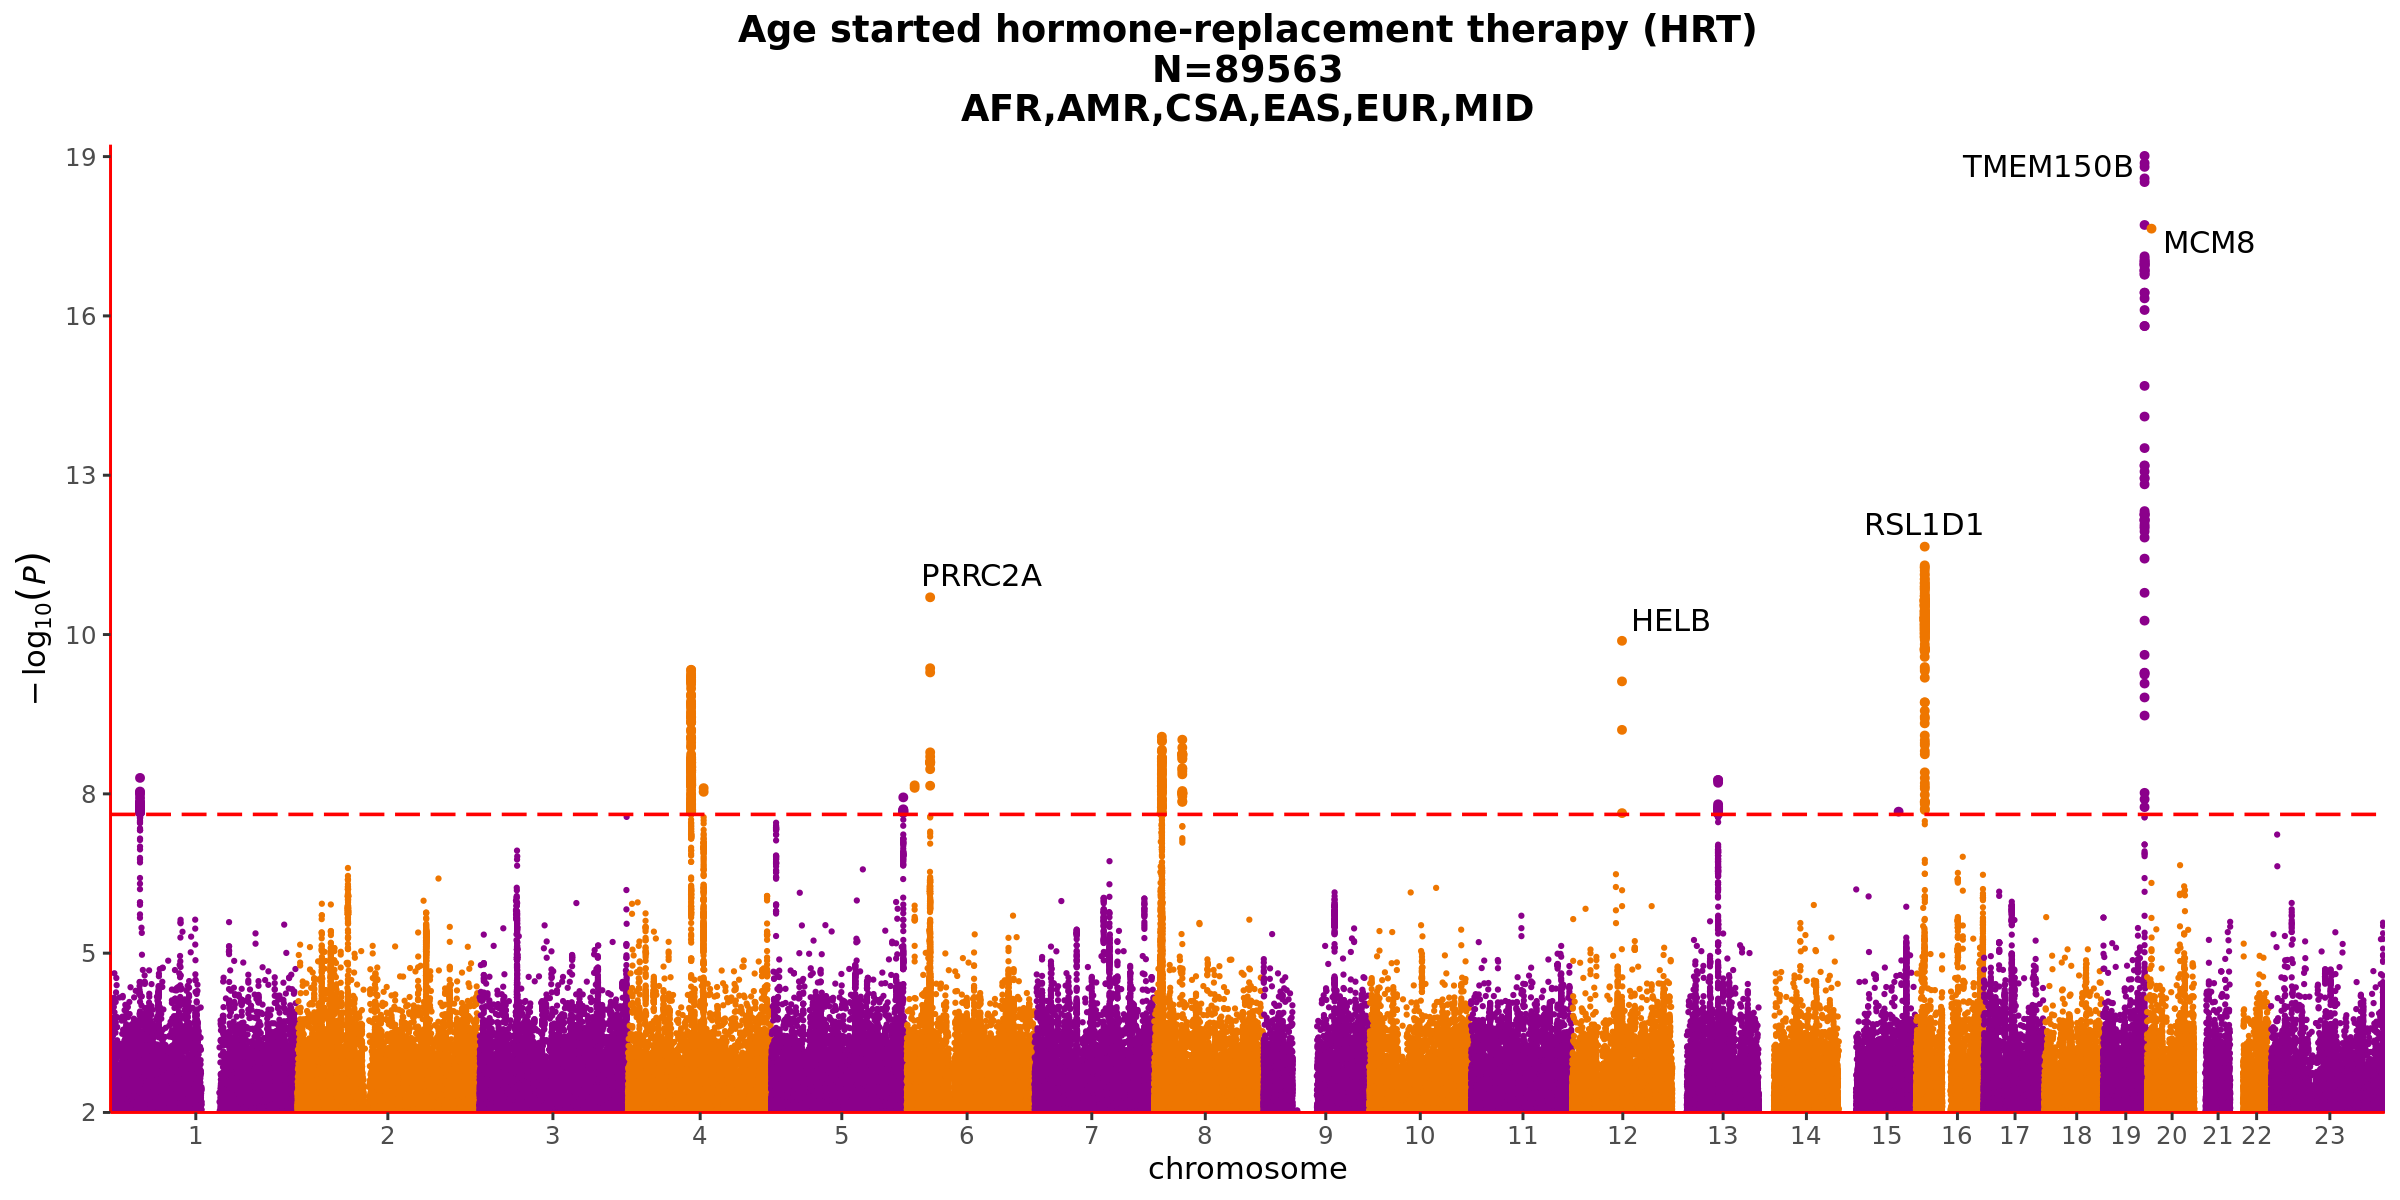 Age started hormone-replacement therapy (HRT)
N=89563
AFR,AMR,CSA,EAS,EUR,MID
19
16
13
10
8
5
2
−log10(P)
TMEM150B
MCM8
RSL1D1
PRRC2A
HELB
1 2 3 4 5 6 7 8 9 10 11 12 13 14 15 16 17 18 19 20 21 22 23
chromosome